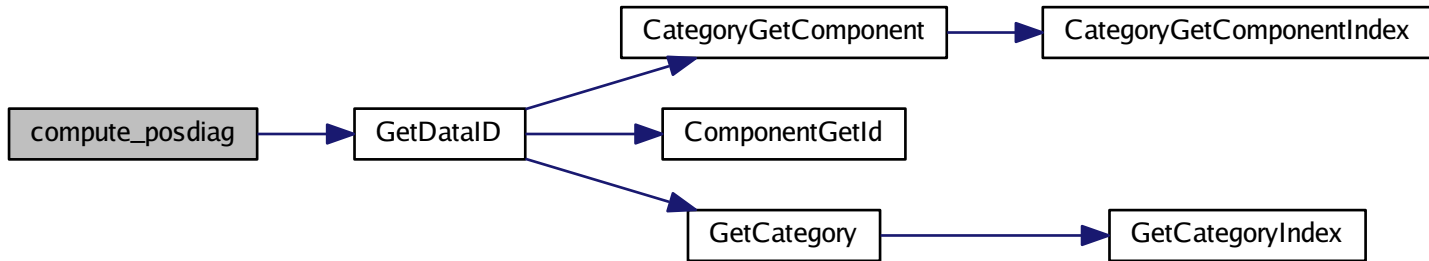 CategoryGetComponent
CategoryGetComponentIndex
compute_posdiag
GetDataID
ComponentGetId
GetCategory
GetCategoryIndex